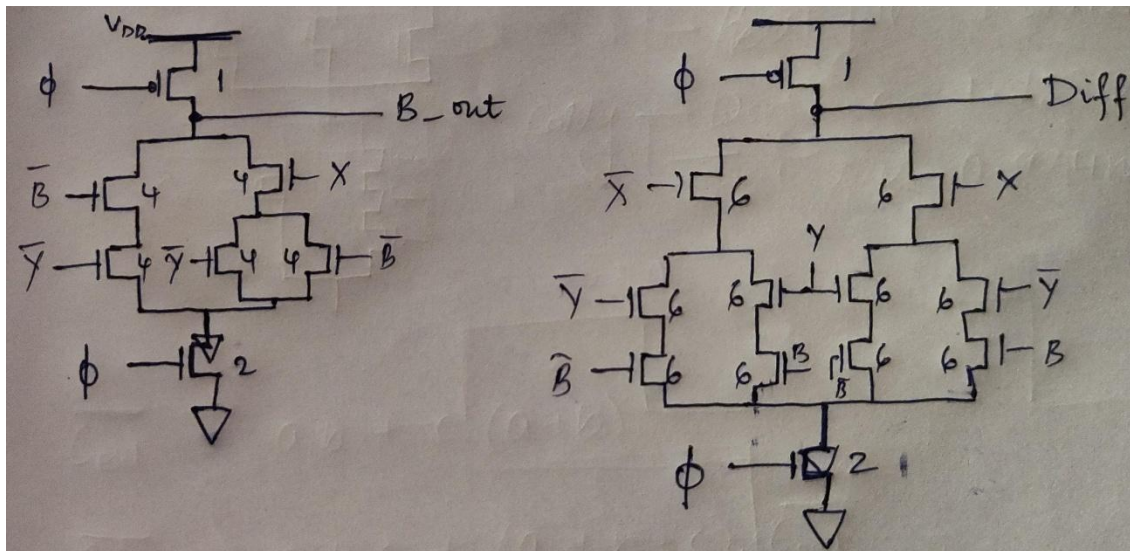 V_DD
ϕ 1
B_out
B̅ 4 4 X
Y̅ 4 Y̅ 4 4 B̅
ϕ 2
ϕ 1
Diff
X̅ 6 6 X
Y
Y̅ 6 6 6 6 Y̅
B̅ 6 6 B B̅ 6 6 B
ϕ 2